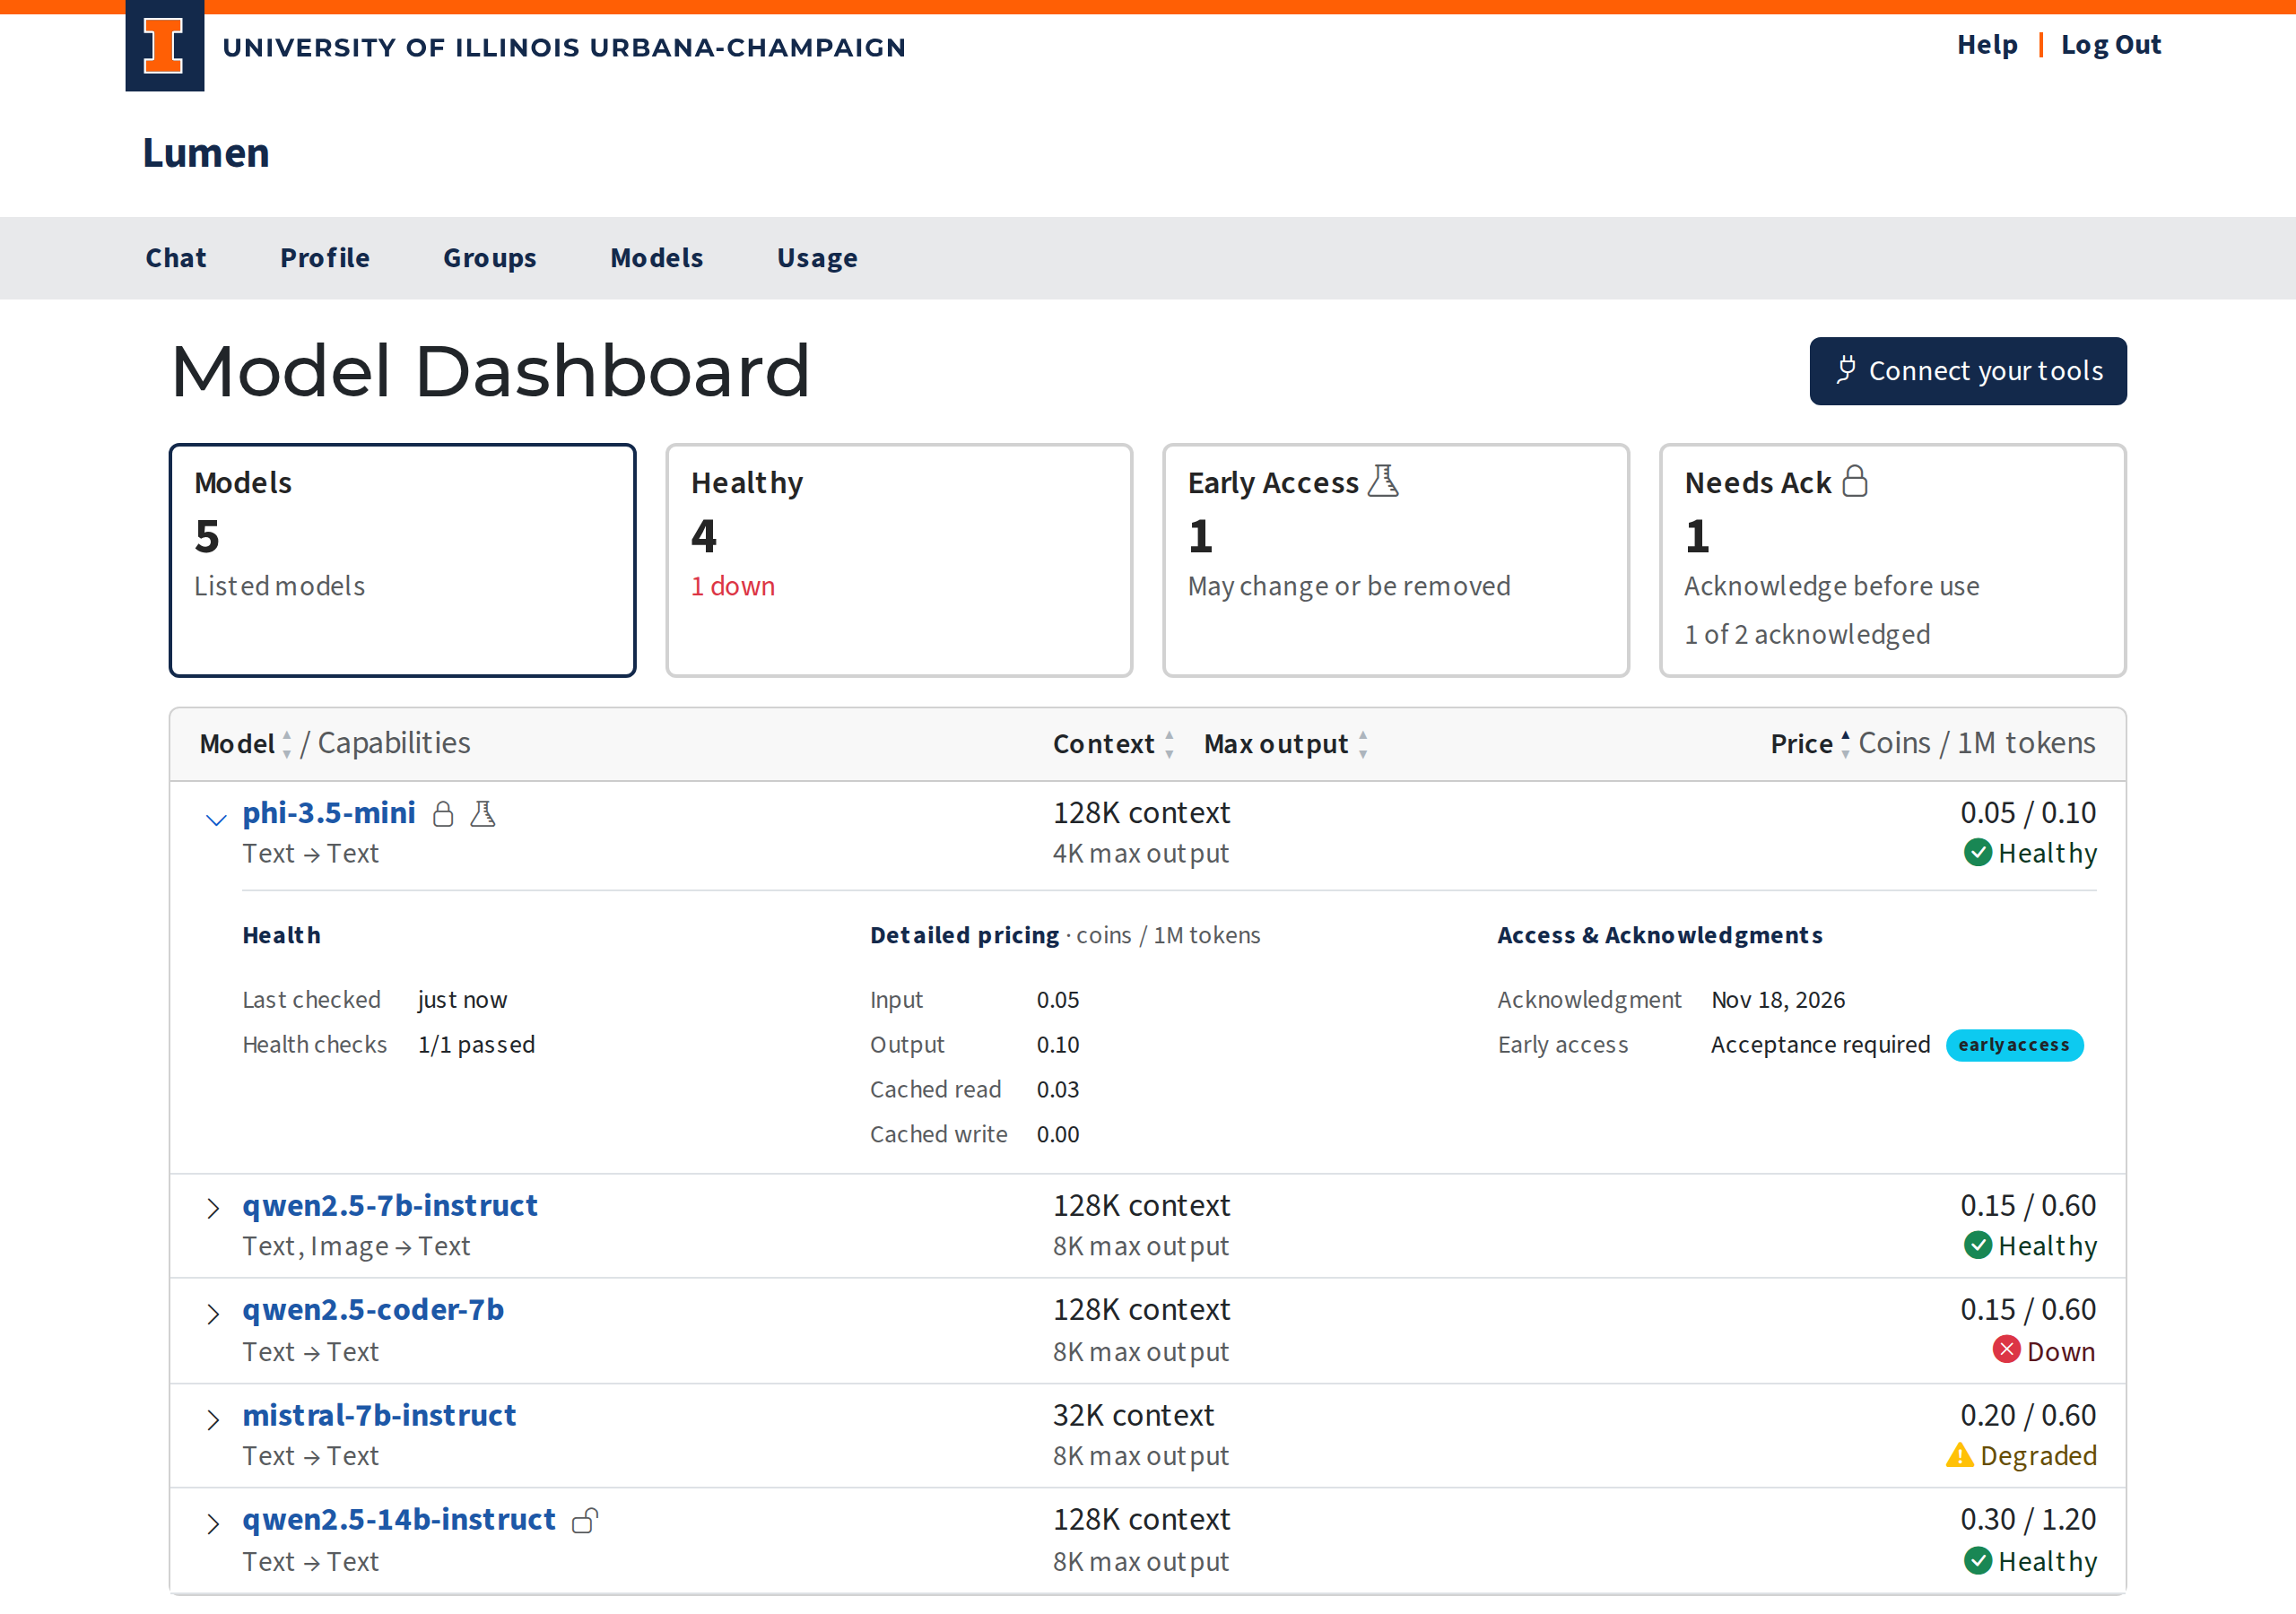 UNIVERSITY OF ILLINOIS URBANA-CHAMPAIGN
Help | Log Out
Lumen
Chat Profile Groups Models Usage
Model Dashboard
Connect your tools
Models
5
Listed models
Healthy
4
1 down
Early Access
1
May change or be removed
Needs Ack
1
Acknowledge before use
1 of 2 acknowledged
Model / Capabilities Context Max output Price Coins / 1M tokens
phi-3.5-mini 128K context 0.05 / 0.10
Text → Text 4K max output Healthy
Health
Last checked just now
Health checks 1/1 passed
Detailed pricing · coins / 1M tokens
Input 0.05
Output 0.10
Cached read 0.03
Cached write 0.00
Access & Acknowledgments
Acknowledgment Nov 18, 2026
Early access Acceptance required early access
qwen2.5-7b-instruct 128K context 0.15 / 0.60
Text, Image → Text 8K max output Healthy
qwen2.5-coder-7b 128K context 0.15 / 0.60
Text → Text 8K max output Down
mistral-7b-instruct 32K context 0.20 / 0.60
Text → Text 8K max output Degraded
qwen2.5-14b-instruct 128K context 0.30 / 1.20
Text → Text 8K max output Healthy